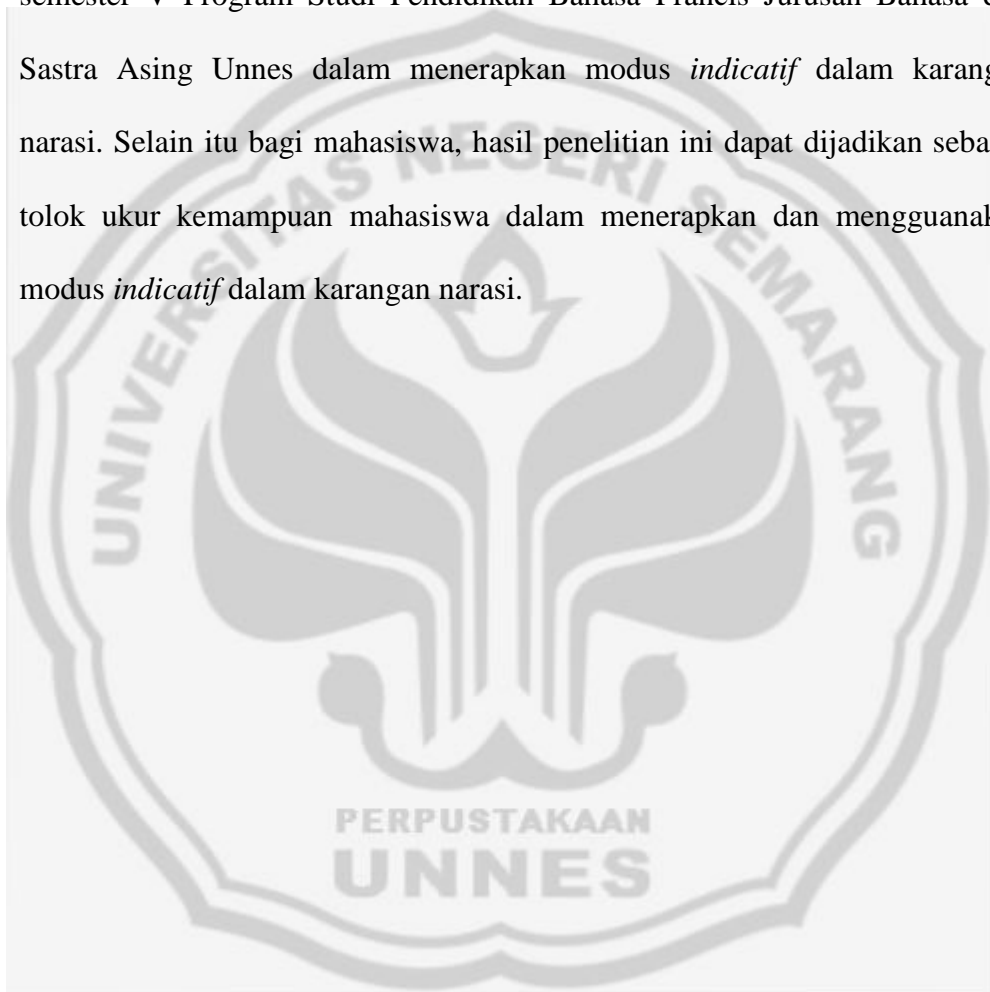 semester V Program Studi Pendidikan Bahasa Prancis Jurusan Bahasa
Sastra Asing Unnes dalam menerapkan modus indicatif dalam karang
narasi. Selain itu bagi mahasiswa, hasil penelitian ini dapat dijadikan seba
tolok ukur kemampuan mahasiswa dalam menerapkan dan mengguanak
modus indicatif dalam karangan narasi.
UNIVERSITAS NEGERI SEMARANG
PERPUSTAKAAN
UNNES